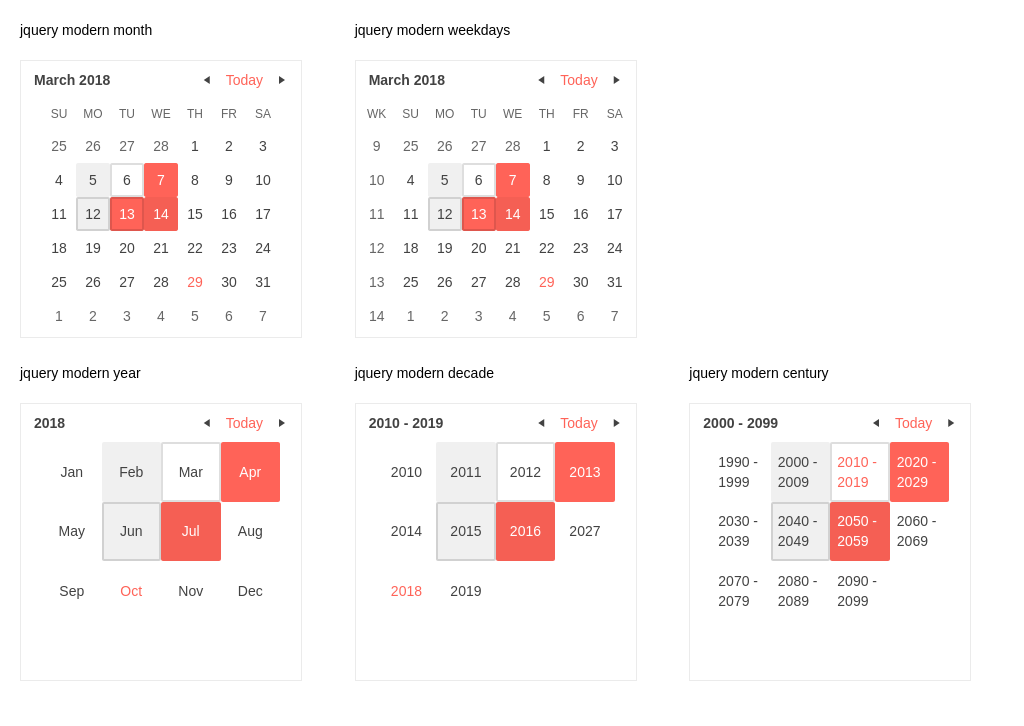 jquery modern month
March 2018 Today
SU MO TU WE TH FR SA
25 26 27 28 1 2 3
4 5 6 7 8 9 10
11 12 13 14 15 16 17
18 19 20 21 22 23 24
25 26 27 28 29 30 31
1 2 3 4 5 6 7
jquery modern weekdays
March 2018 Today
WK SU MO TU WE TH FR SA
9 25 26 27 28 1 2 3
10 4 5 6 7 8 9 10
11 11 12 13 14 15 16 17
12 18 19 20 21 22 23 24
13 25 26 27 28 29 30 31
14 1 2 3 4 5 6 7
jquery modern year
2018 Today
Jan Feb Mar Apr
May Jun Jul Aug
Sep Oct Nov Dec
jquery modern decade
2010 - 2019 Today
2010 2011 2012 2013
2014 2015 2016 2027
2018 2019
jquery modern century
2000 - 2099 Today
1990 - 2000 - 2010 - 2020 -
1999 2009 2019 2029
2030 - 2040 - 2050 - 2060 -
2039 2049 2059 2069
2070 - 2080 - 2090 -
2079 2089 2099